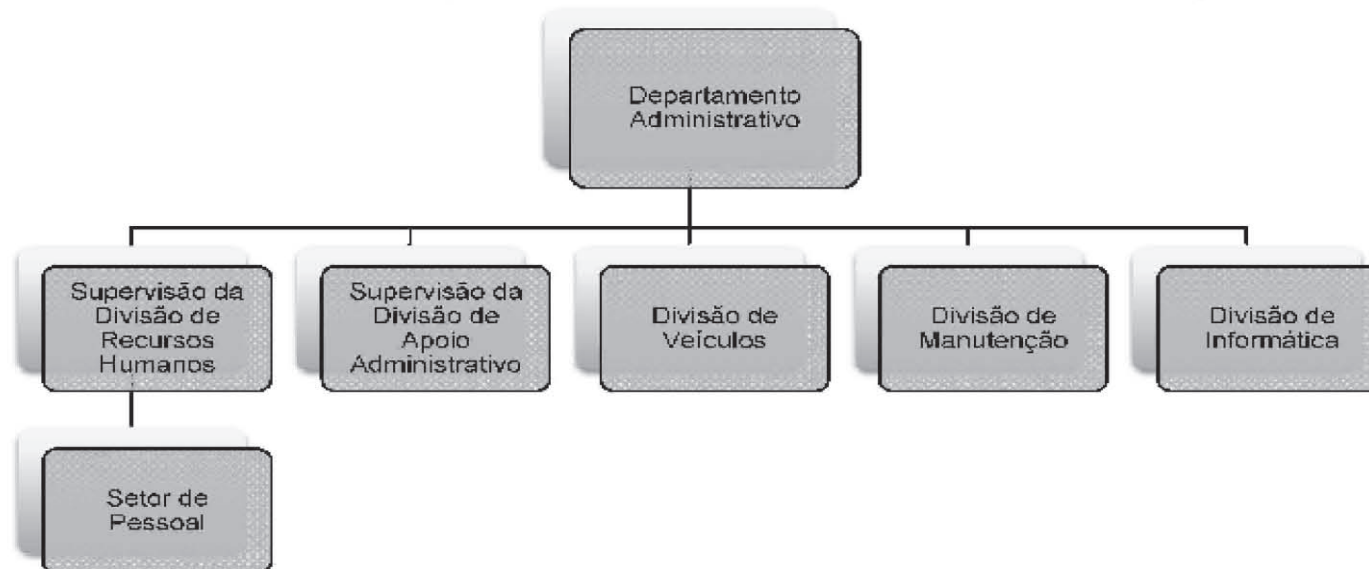 Departamento
Administrativo
Supervisão da
Divisão de
Recursos
Humanos
Supervisão da
Divisão de
Apoio
Administrativo
Divisão de
Veículos
Divisão de
Manutenção
Divisão de
Informática
Setor de
Pessoal